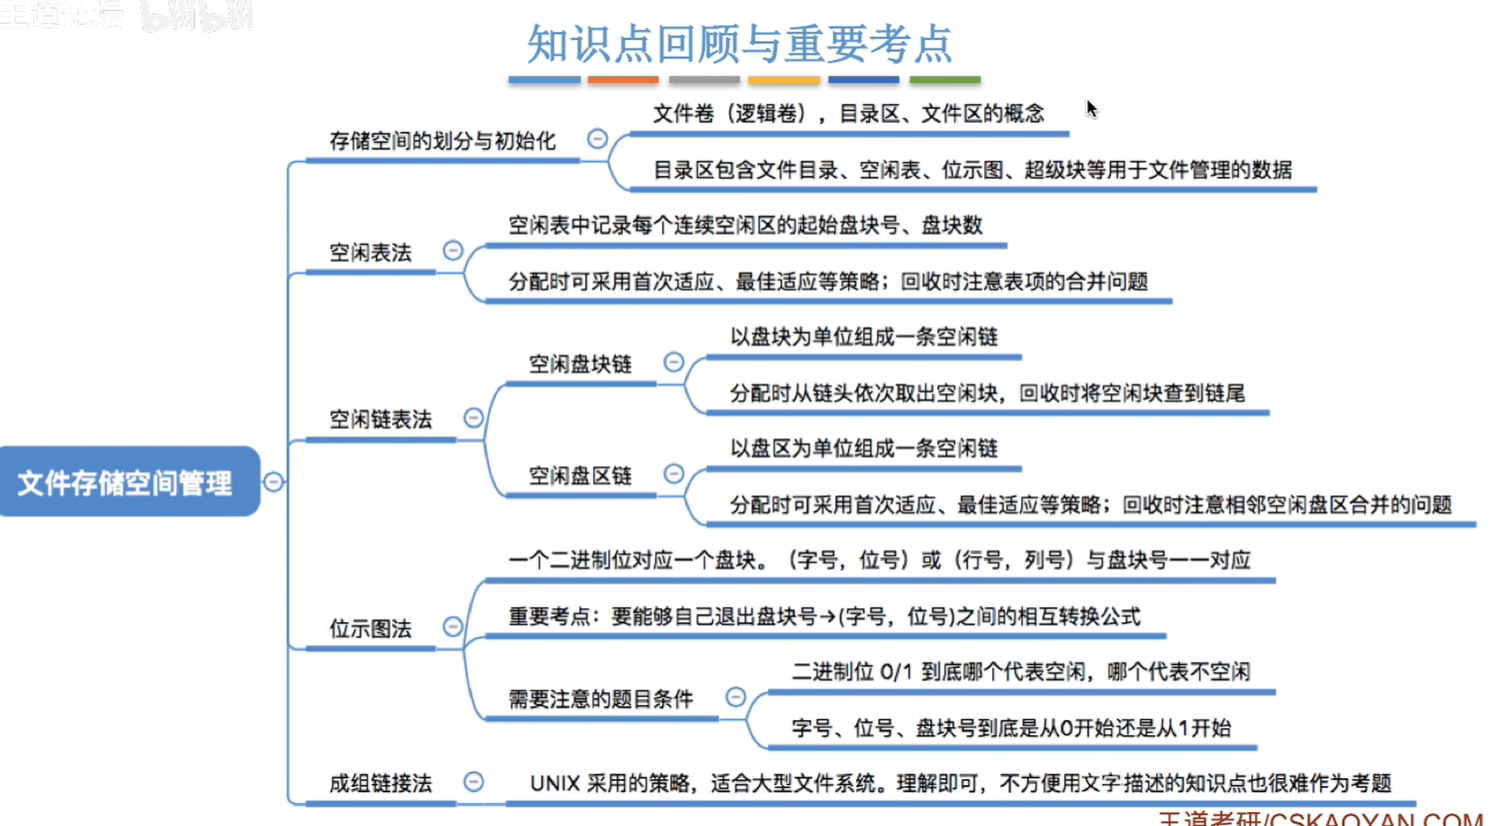 王道论坛 bilibili
知识点回顾与重要考点
文件卷（逻辑卷），目录区、文件区的概念
存储空间的划分与初始化
目录区包含文件目录、空闲表、位示图、超级块等用于文件管理的数据
空闲表中记录每个连续空闲区的起始盘块号、盘块数
空闲表法
分配时可采用首次适应、最佳适应等策略；回收时注意表项的合并问题
以盘块为单位组成一条空闲链
空闲盘块链
分配时从链头依次取出空闲块，回收时将空闲块查到链尾
空闲链表法
以盘区为单位组成一条空闲链
空闲盘区链
分配时可采用首次适应、最佳适应等策略；回收时注意相邻空闲盘区合并的问题
文件存储空间管理
一个二进制位对应一个盘块。（字号，位号）或（行号，列号）与盘块号一一对应
重要考点：要能够自己退出盘块号→(字号，位号)之间的相互转换公式
位示图法
二进制位 0/1 到底哪个代表空闲，哪个代表不空闲
需要注意的题目条件
字号、位号、盘块号到底是从0开始还是从1开始
成组链接法
UNIX 采用的策略，适合大型文件系统。理解即可，不方便用文字描述的知识点也很难作为考题
王道考研/CSKAOYAN.COM